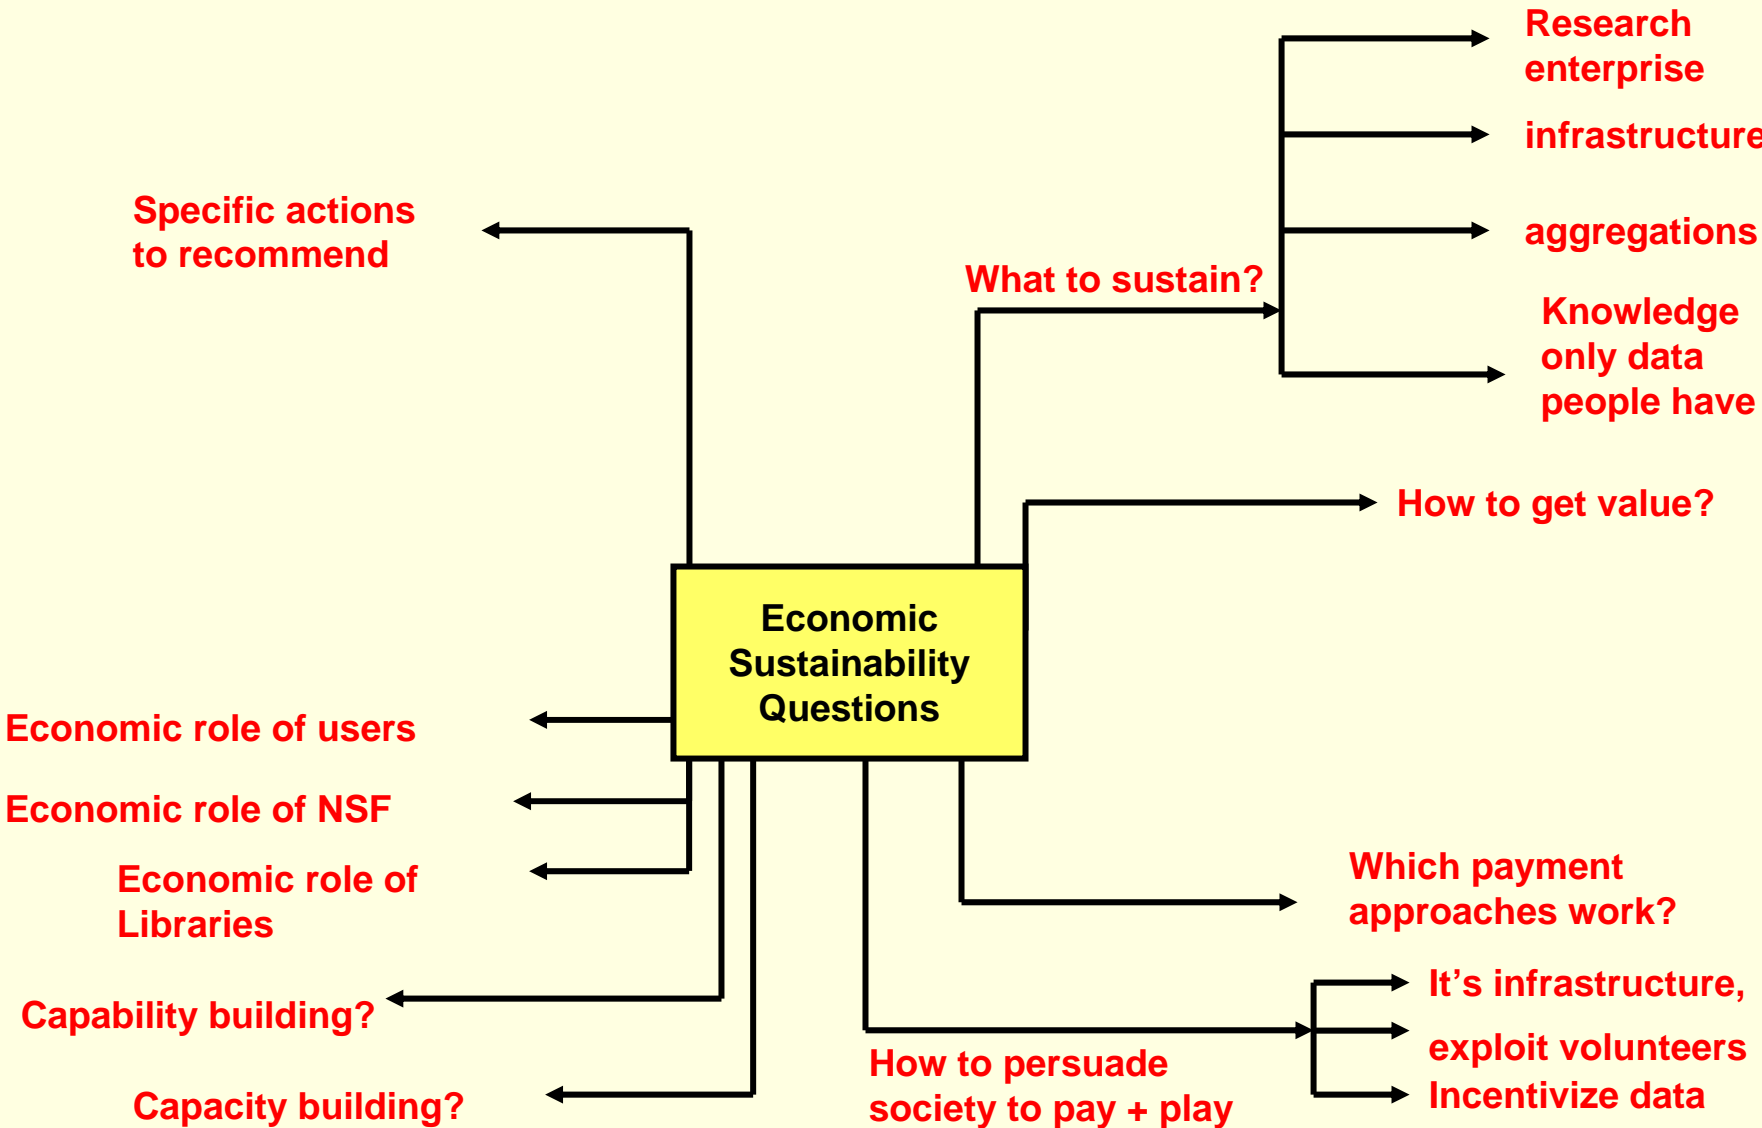 Research
enterprise
infrastructure
Specific actions
to recommend
aggregations
What to sustain?
Knowledge
only data
people have
How to get value?
Economic
Sustainability
Questions
Economic role of users
Economic role of NSF
Economic role of
Libraries
Which payment
approaches work?
Capability building?
It’s infrastructure,
exploit volunteers
Incentivize data
How to persuade
society to pay + play
Capacity building?